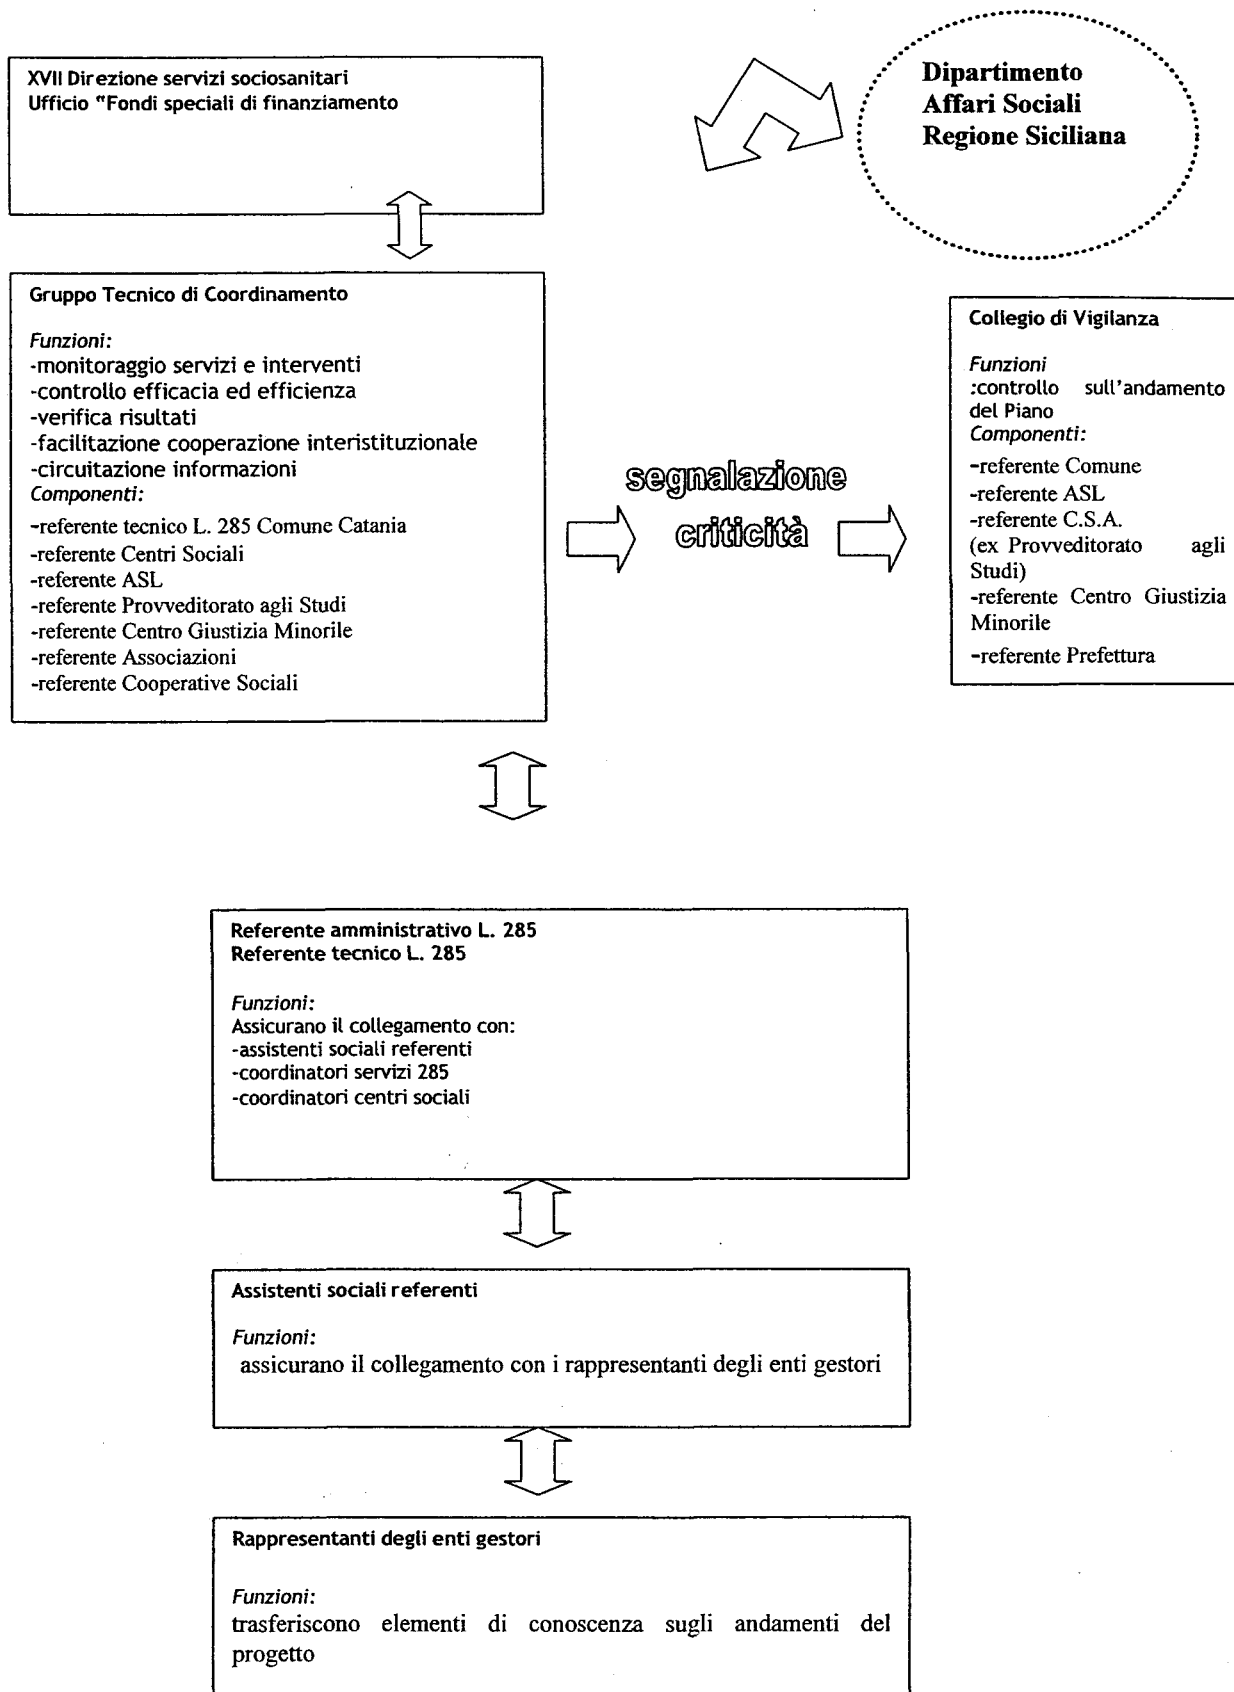 XVII Direzione servizi sociosanitari
Ufficio "Fondi speciali di finanziamento
Dipartimento
Affari Sociali
Regione Siciliana
Gruppo Tecnico di Coordinamento
Funzioni:
-monitoraggio servizi e interventi
-controllo efficacia ed efficienza
-verifica risultati
-facilitazione cooperazione interistituzionale
-circuitazione informazioni
Componenti:
-referente tecnico L. 285 Comune Catania
-referente Centri Sociali
-referente ASL
-referente Provveditorato agli Studi
-referente Centro Giustizia Minorile
-referente Associazioni
-referente Cooperative Sociali
segnalazione
criticità
Collegio di Vigilanza
Funzioni
:controllo sull'andamento
del Piano
Componenti:
-referente Comune
-referente ASL
-referente C.S.A.
(ex Provveditorato agli
Studi)
-referente Centro Giustizia
Minorile
-referente Prefettura
Referente amministrativo L. 285
Referente tecnico L. 285
Funzioni:
Assicurano il collegamento con:
-assistenti sociali referenti
-coordinatori servizi 285
-coordinatori centri sociali
Assistenti sociali referenti
Funzioni:
assicurano il collegamento con i rappresentanti degli enti gestori
Rappresentanti degli enti gestori
Funzioni:
trasferiscono elementi di conoscenza sugli andamenti del
progetto